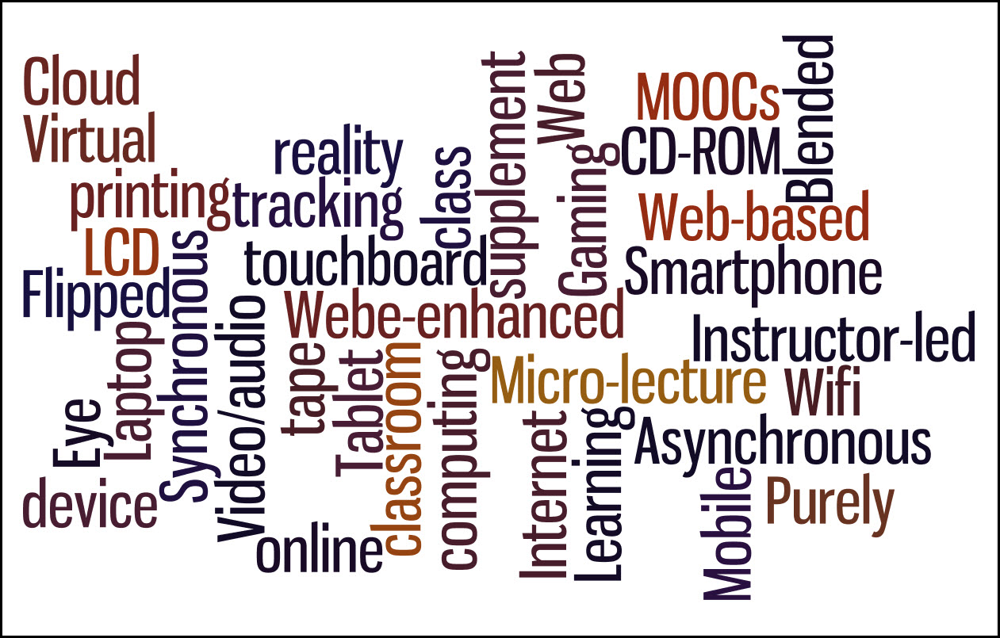 Cloud
Virtual
printing
LCD
Flipped
Laptop
Eye
device
Synchronous
reality
tracking
touchboard
class
Video/audio
Webe-enhanced
tape
Tablet
classroom
computing
online
supplement
Web
Gaming
MOOCs
CD-ROM
Blended
Web-based
Smartphone
Instructor-led
Micro-lecture
Wifi
Internet
Learning
Asynchronous
Mobile
Purely